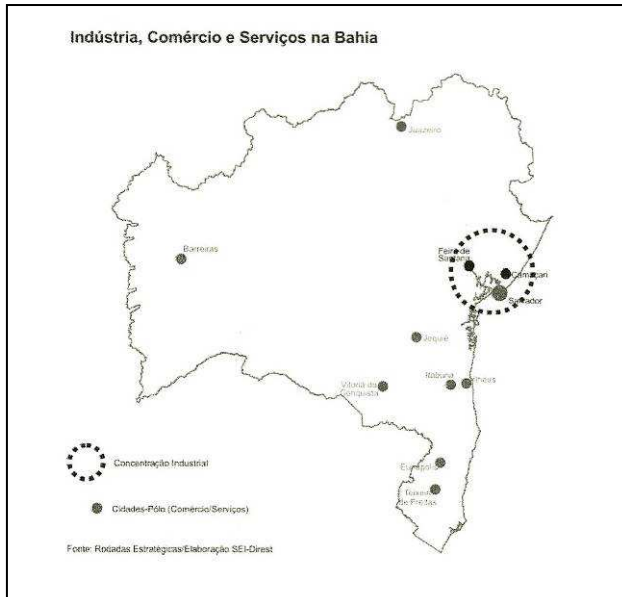 Indústria, Comércio e Serviços na Bahia
Juazeiro
Barreiras
Feira de
Santana
Camaçari
Salvador
Jequié
Vitória da
Conquista
Itabuna
Ilhéus
Eunápolis
Teixeira
de Freitas
Concentração Industrial
Cidades-Pólo (Comércio/Serviços)
Fonte: Rodadas Estratégicas/Elaboração SEI-Direst